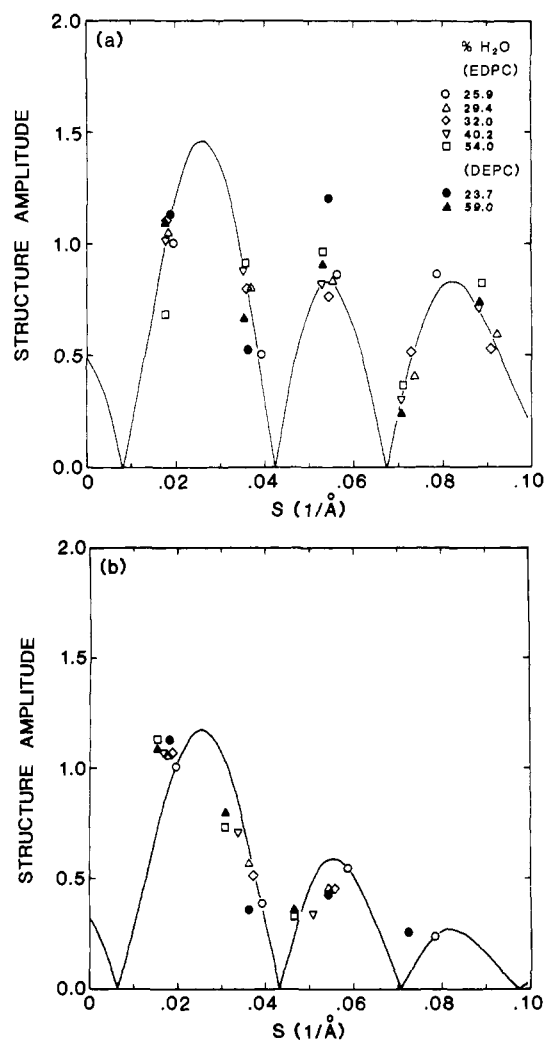 (a)
% H₂O
(EDPC)
25.9
29.4
32.0
40.2
54.0
(DEPC)
23.7
59.0
STRUCTURE AMPLITUDE
2.0
1.5
1.0
0.5
0.0
0 .02 .04 .06 .08 0.10
S (1/Å)
(b)
STRUCTURE AMPLITUDE
2.0
1.5
1.0
0.5
0.0
0 .02 .04 .06 .08 0.10
S (1/Å)